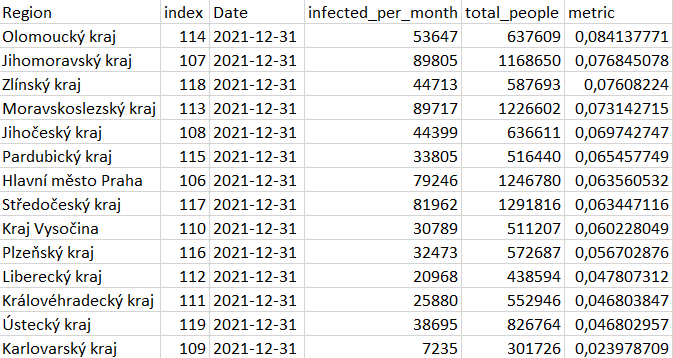 Region index Date infected_per_month total_people metric
Olomoucký kraj 114 2021-12-31 53647 637609 0,084137771
Jihomoravský kraj 107 2021-12-31 89805 1168650 0,076845078
Zlínský kraj 118 2021-12-31 44713 587693 0,07608224
Moravskoslezský kraj 113 2021-12-31 89717 1226602 0,073142715
Jihočeský kraj 108 2021-12-31 44399 636611 0,069742747
Pardubický kraj 115 2021-12-31 33805 516440 0,065457749
Hlavní město Praha 106 2021-12-31 79246 1246780 0,063560532
Středočeský kraj 117 2021-12-31 81962 1291816 0,063447116
Kraj Vysočina 110 2021-12-31 30789 511207 0,060228049
Plzeňský kraj 116 2021-12-31 32473 572687 0,056702876
Liberecký kraj 112 2021-12-31 20968 438594 0,047807312
Královéhradecký kraj 111 2021-12-31 25880 552946 0,046803847
Ústecký kraj 119 2021-12-31 38695 826764 0,046802957
Karlovarský kraj 109 2021-12-31 7235 301726 0,023978709